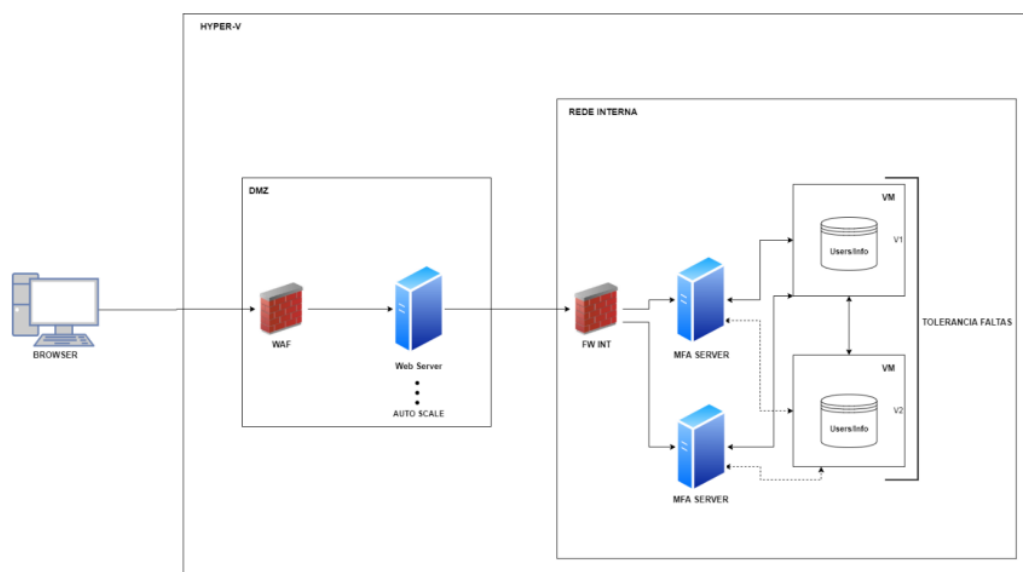 HYPER-V
REDE INTERNA
DMZ
VM
Users/Info
V1
BROWSER
WAF
Web Server
AUTO SCALE
FW INT
MFA SERVER
TOLERANCIA FALTAS
VM
Users/Info
V2
MFA SERVER